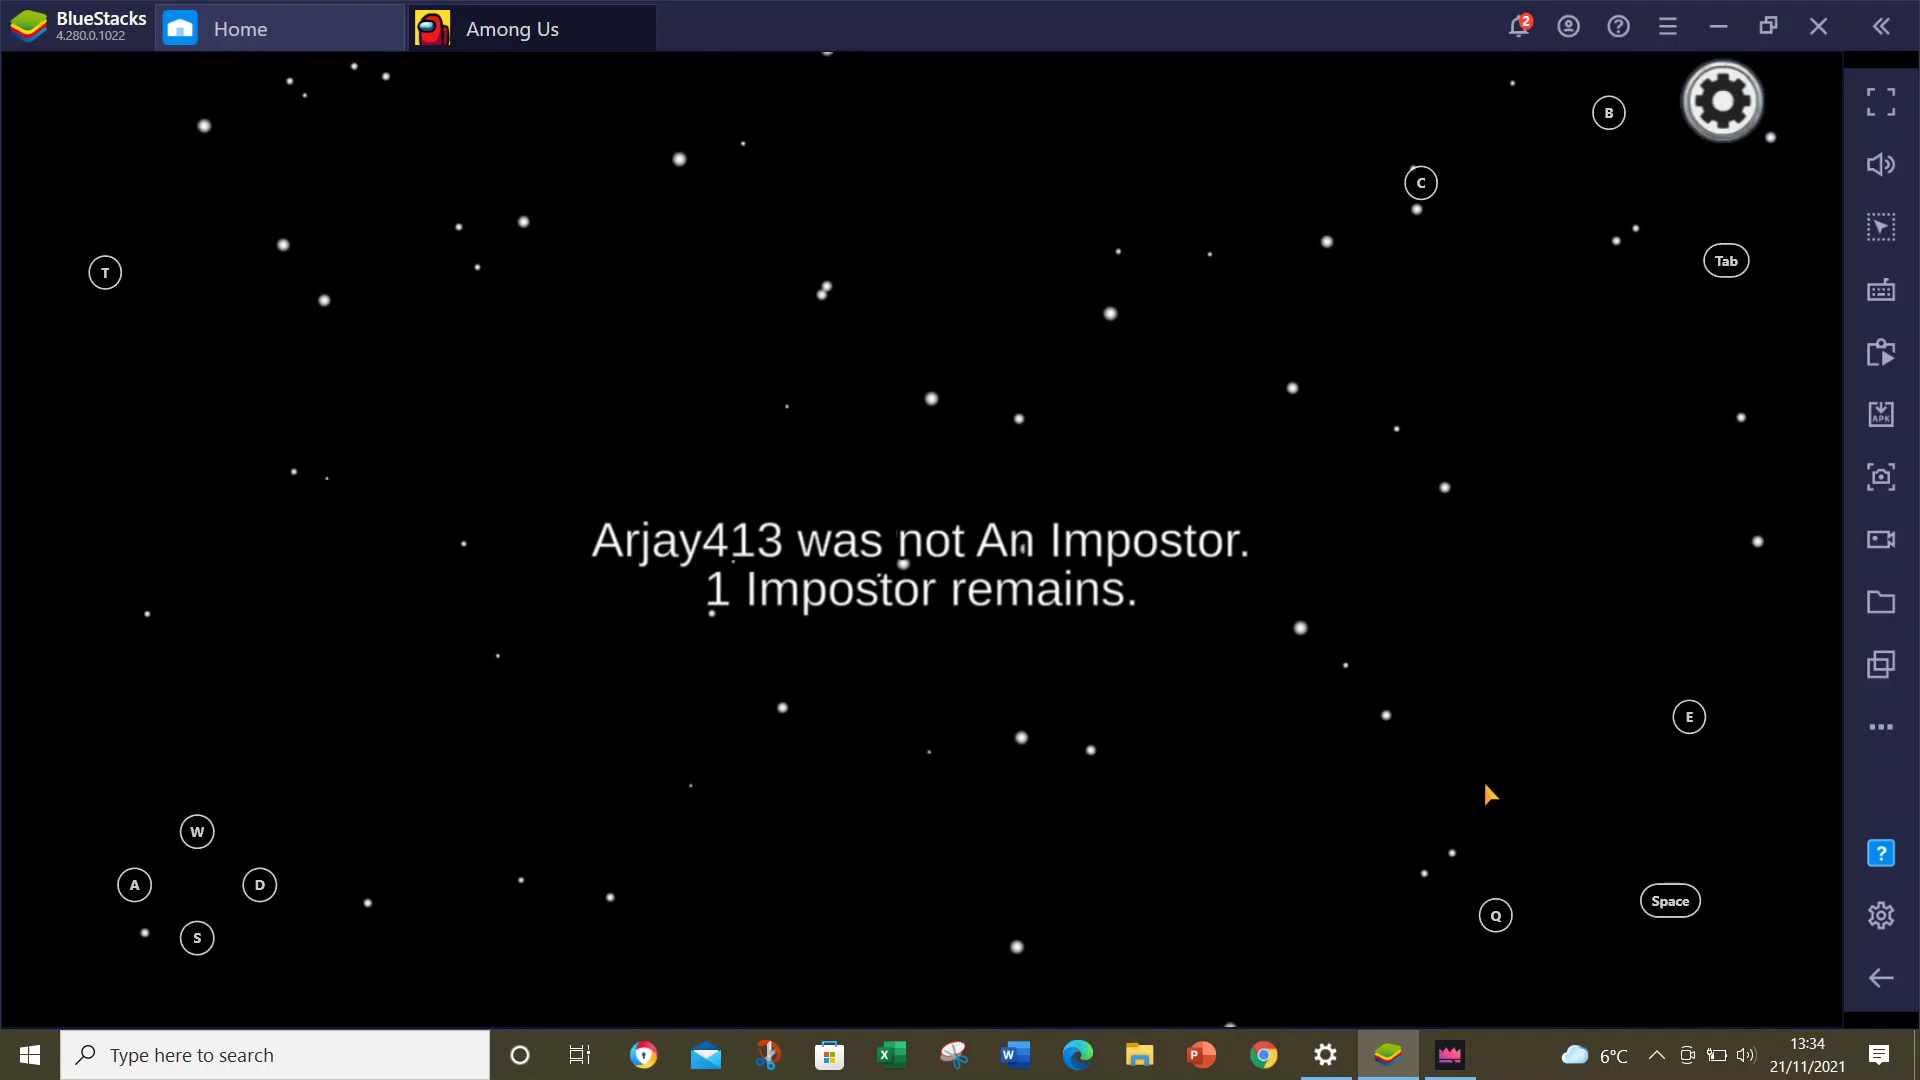 BlueStacks
4.280.0.1022
Home
Among Us
2
B
C
T
Tab
Arjay413 was not An Impostor.
1 Impostor remains.
E
W
A
D
S
Q
Space
APK
?
Type here to search
6°C
13:34
21/11/2021